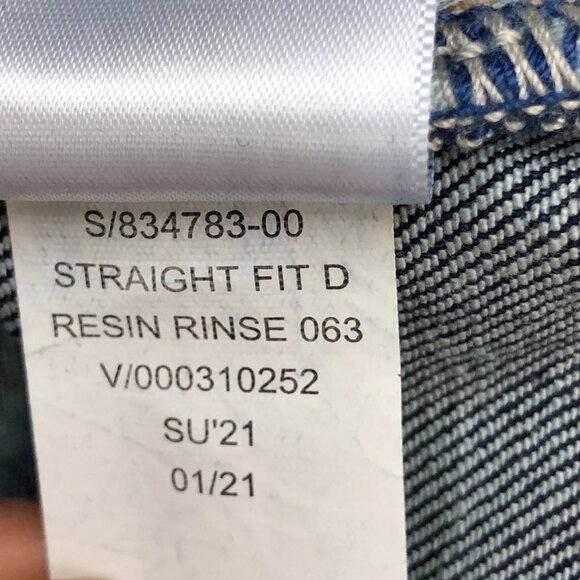 S/834783-00
STRAIGHT FIT D
RESIN RINSE 063
V/000310252
SU'21
01/21